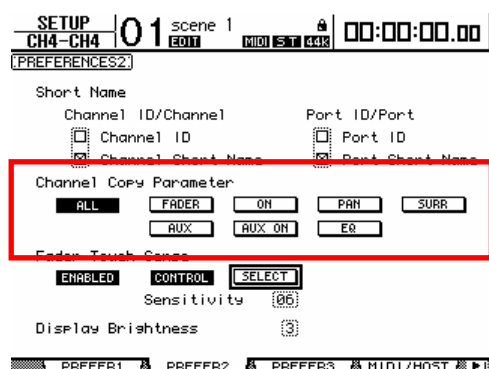 SETUP
CH4-CH4
01 scene 1
EDIT
MIDI ST 44K
00:00:00.00
PREFERENCES2
Short Name
Channel ID/Channel Port ID/Port
Channel ID Port ID
Channel Short Name Port Short Name
Channel Copy Parameter
ALL FADER ON PAN SURR
AUX AUX ON EQ
Fader Touch Sense
ENABLED CONTROL SELECT
Sensitivity 06
Display Brightness 3
PREFER1 PREFER2 PREFER3 MIDI/HOST